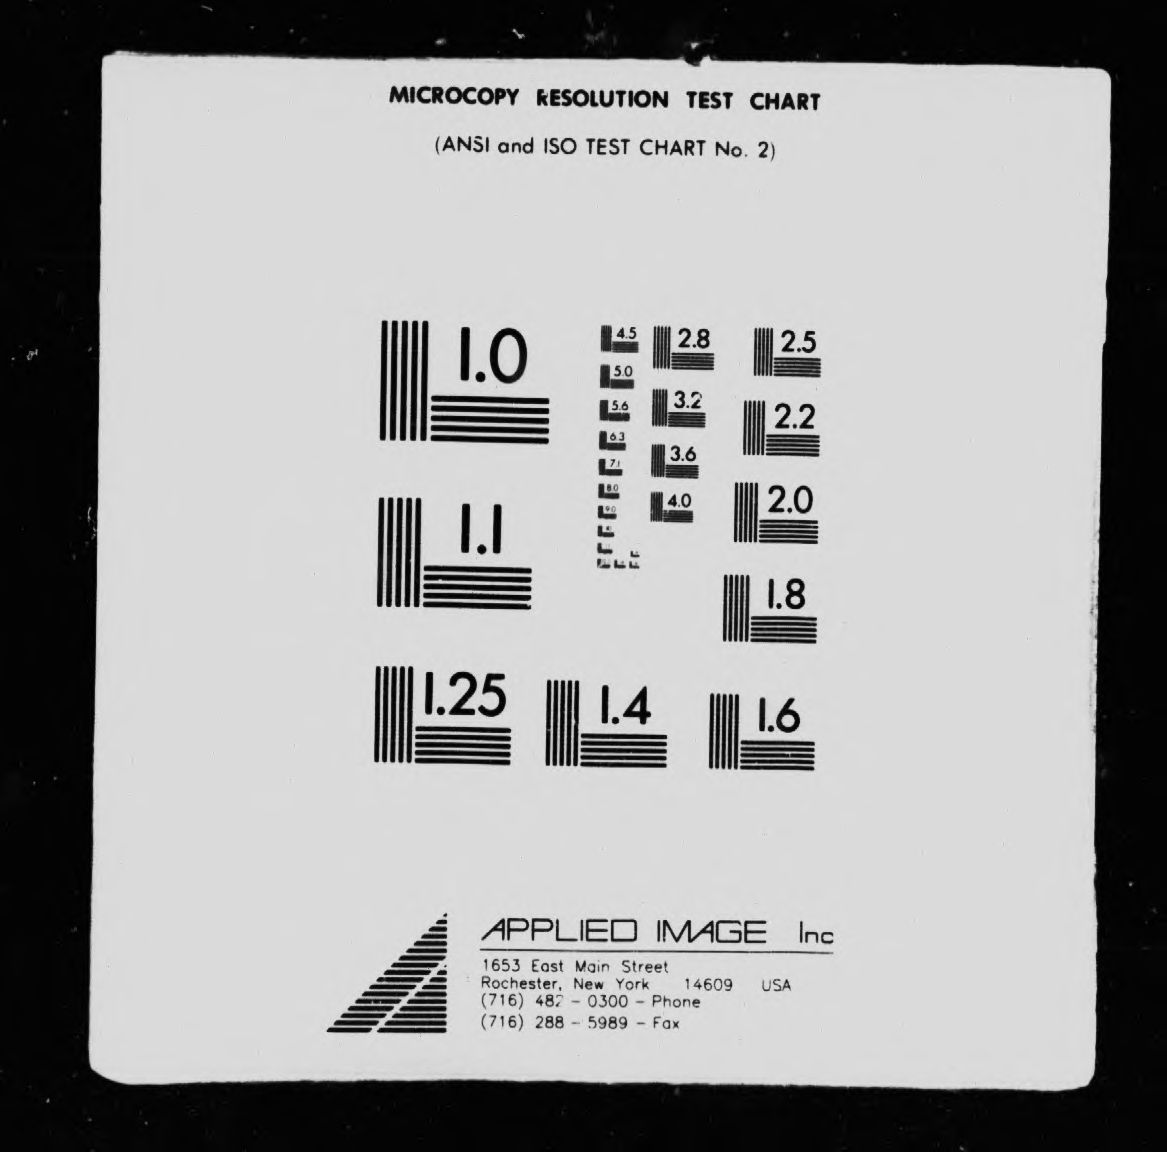 MICROCOPY RESOLUTION TEST CHART
(ANSI and ISO TEST CHART No. 2)
1.0
4.5
2.8
2.5
5.0
5.6
3.2
2.2
6.3
3.6
7.1
8.0
4.0
2.0
9.0
1.1
1.8
1.25
1.4
1.6
APPLIED IMAGE Inc
1653 East Main Street
Rochester, New York 14609 USA
(716) 482 - 0300 - Phone
(716) 288 - 5989 - Fax